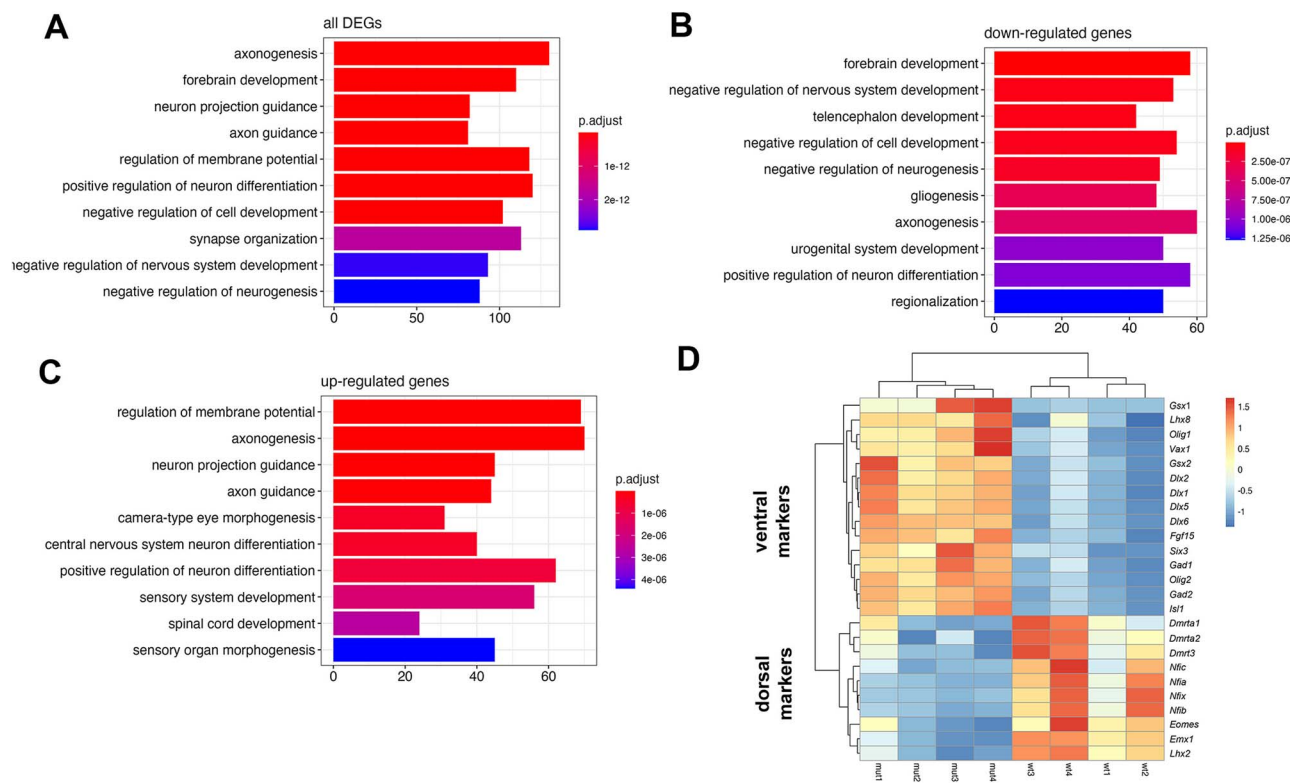 A
all DEGs
axonogenesis
forebrain development
neuron projection guidance
axon guidance
regulation of membrane potential
positive regulation of neuron differentiation
negative regulation of cell development
synapse organization
negative regulation of nervous system development
negative regulation of neurogenesis
0 50 100
p.adjust
1e-12
2e-12
B
down-regulated genes
forebrain development
negative regulation of nervous system development
telencephalon development
negative regulation of cell development
negative regulation of neurogenesis
gliogenesis
axonogenesis
urogenital system development
positive regulation of neuron differentiation
regionalization
0 20 40 60
p.adjust
2.50e-07
5.00e-07
7.50e-07
1.00e-06
1.25e-06
C
up-regulated genes
regulation of membrane potential
axonogenesis
neuron projection guidance
axon guidance
camera-type eye morphogenesis
central nervous system neuron differentiation
positive regulation of neuron differentiation
sensory system development
spinal cord development
sensory organ morphogenesis
0 20 40 60
p.adjust
1e-06
2e-06
3e-06
4e-06
D
ventral
markers
dorsal
markers
Gsx1
Lhx8
Olig1
Vax1
Gsx2
Dlx2
Dlx1
Dlx5
Dlx6
Fgf15
Six3
Gad1
Olig2
Gad2
Isl1
Dmrta1
Dmrta2
Dmrt3
Nfic
Nfia
Nfix
Nfib
Eomes
Emx1
Lhx2
mut1 mut2 mut3 mut4 wt3 wt4 wt1 wt2
1.5
1
0.5
0
-0.5
-1